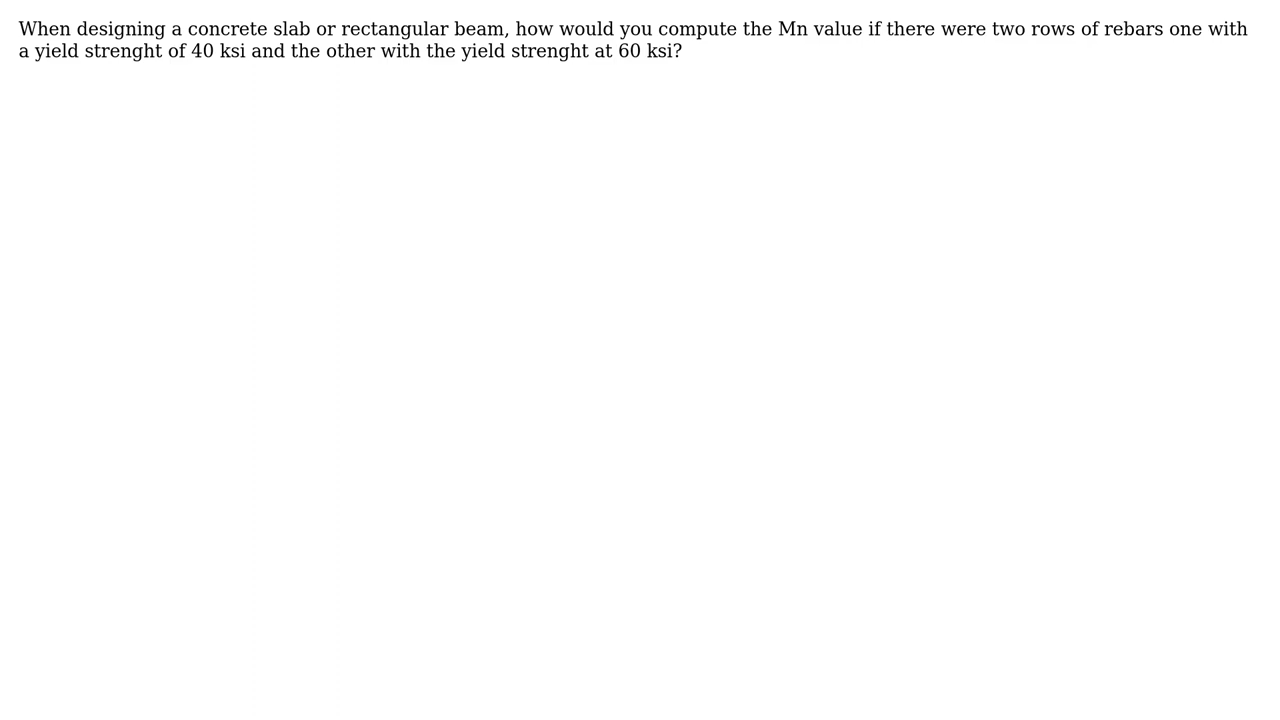 When designing a concrete slab or rectangular beam, how would you compute the Mn value if there were two rows of rebars one with
a yield strenght of 40 ksi and the other with the yield strenght at 60 ksi?